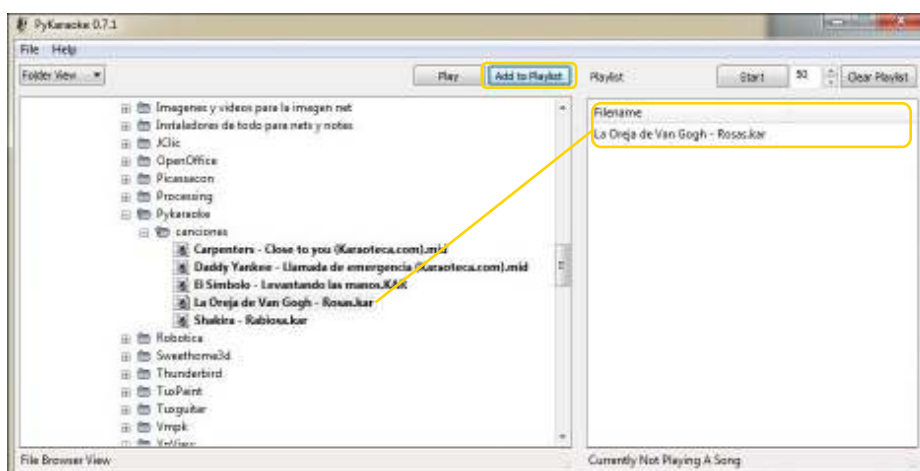 PyKaraoke 0.7.1
File Help
Folder View Play Add to Playlist Playlist Start 50 Clear Playlist
Imagenes y videos para la imagen net
Instaladores de todo para nets y notes
JClic
OpenOffice
Picassacon
Processing
Pykaraoke
canciones
Carpenters - Close to you (Karaoteca.com).mid
Daddy Yankee - Llamada de emergencia (Karaoteca.com).mid
El Simbolo - Levantando las manos.KAR
La Oreja de Van Gogh - Rosas.kar
Shakira - Rabiosa.kar
Robotica
Sweethome3d
Thunderbird
TuxPaint
Tuxguitar
Vmpk
XnView
File Browser View
Filename
La Oreja de Van Gogh - Rosas.kar
Currently Not Playing A Song